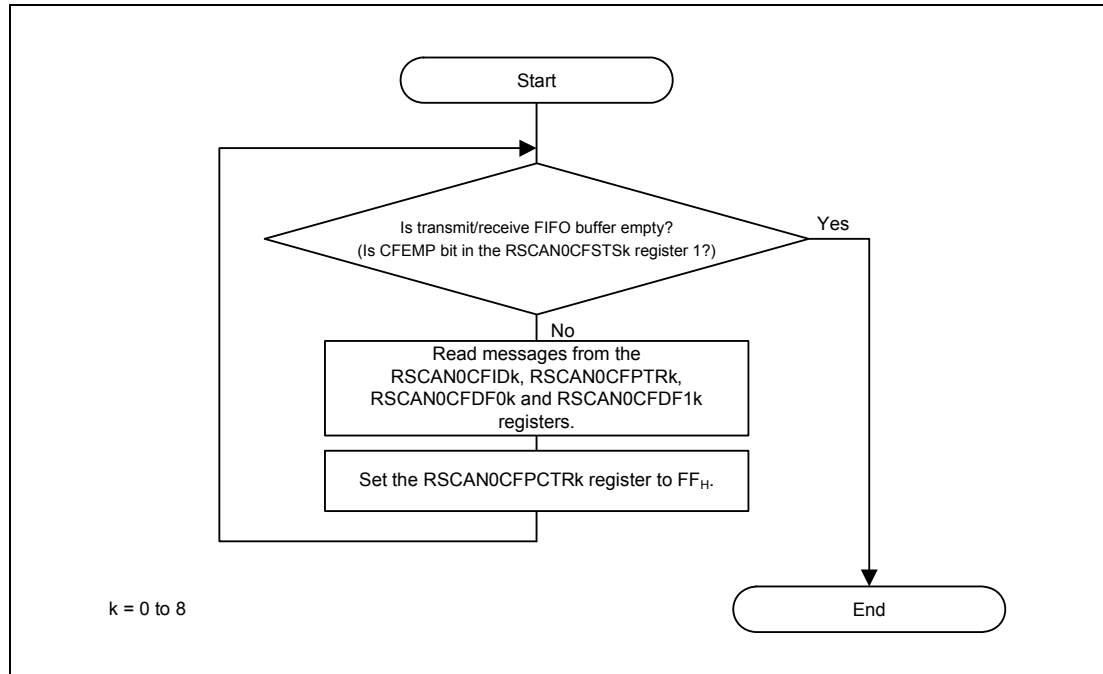 Start
Is transmit/receive FIFO buffer empty?
(Is CFEMP bit in the RSCAN0CFSTSk register 1?)
Yes
No
Read messages from the
RSCAN0CFIDk, RSCAN0CFPTRk,
RSCAN0CFDF0k and RSCAN0CFDF1k
registers.
Set the RSCAN0CFPCTRk register to FFH.
k = 0 to 8
End